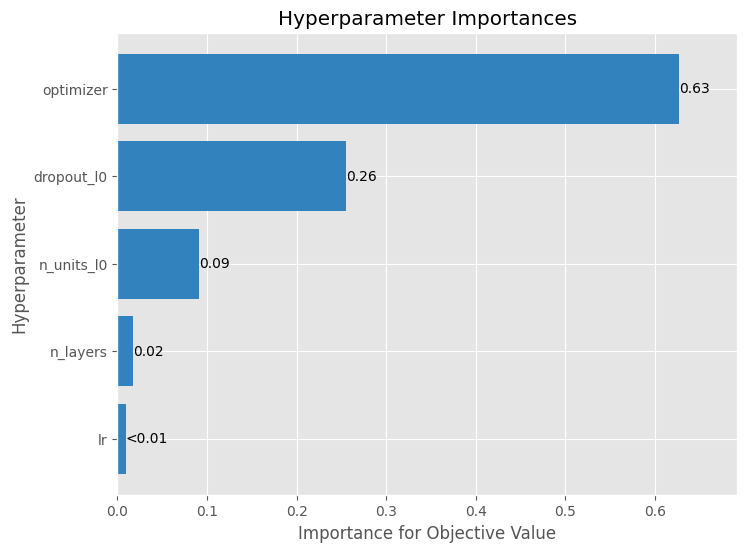 Hyperparameter Importances
Hyperparameter
optimizer
0.63
dropout_l0
0.26
n_units_l0
0.09
n_layers
0.02
lr
<0.01
0.0 0.1 0.2 0.3 0.4 0.5 0.6
Importance for Objective Value